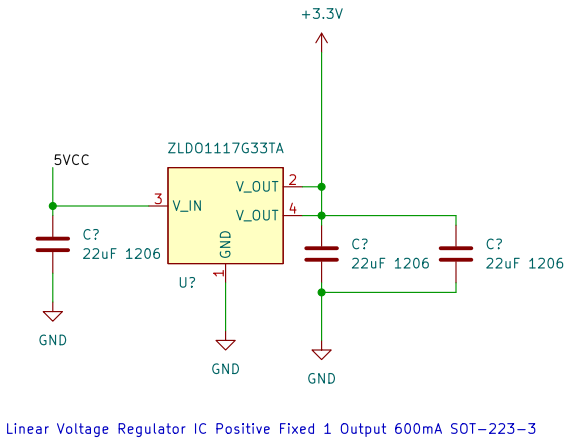 +3.3V
ZLDO1117G33TA
5VCC
3
V_IN
V_OUT
2
V_OUT
4
GND
1
U?
C?
22uF 1206
C?
22uF 1206
C?
22uF 1206
GND
GND
GND
Linear Voltage Regulator IC Positive Fixed 1 Output 600mA SOT-223-3